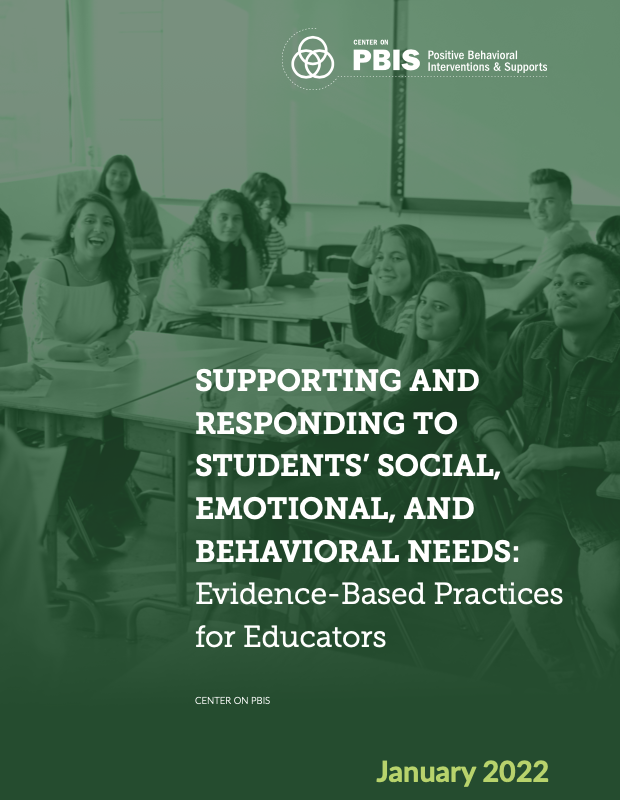 CENTER ON
PBIS
Positive Behavioral
Interventions & Supports
SUPPORTING AND
RESPONDING TO
STUDENTS’ SOCIAL,
EMOTIONAL, AND
BEHAVIORAL NEEDS:
Evidence-Based Practices
for Educators
CENTER ON PBIS
January 2022